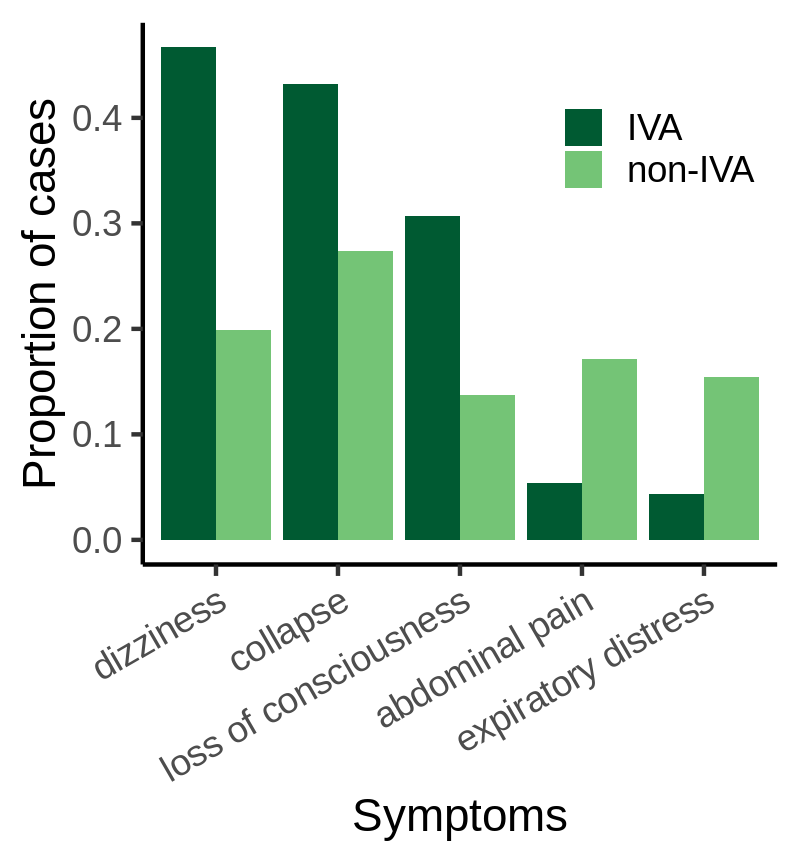 Proportion of cases
0.4
0.3
0.2
0.1
0.0
IVA
non-IVA
dizziness
collapse
loss of consciousness
abdominal pain
expiratory distress
Symptoms